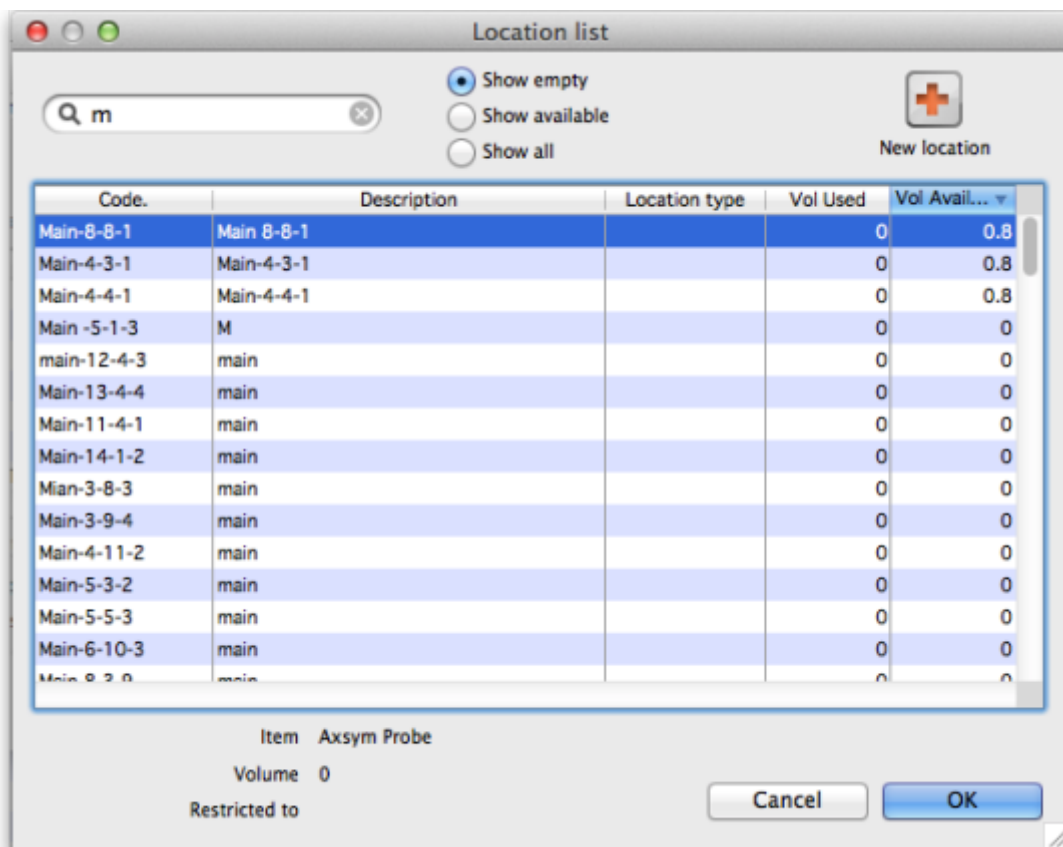 Location list
m
Show empty
Show available
Show all
New location
Code. Description Location type Vol Used Vol Avail...
Main-8-8-1 Main 8-8-1 0 0.8
Main-4-3-1 Main-4-3-1 0 0.8
Main-4-4-1 Main-4-4-1 0 0.8
Main -5-1-3 M 0 0
main-12-4-3 main 0 0
Main-13-4-4 main 0 0
Main-11-4-1 main 0 0
Main-14-1-2 main 0 0
Mian-3-8-3 main 0 0
Main-3-9-4 main 0 0
Main-4-11-2 main 0 0
Main-5-3-2 main 0 0
Main-5-5-3 main 0 0
Main-6-10-3 main 0 0
main 0 0
Item Axsym Probe
Volume 0
Restricted to
Cancel OK